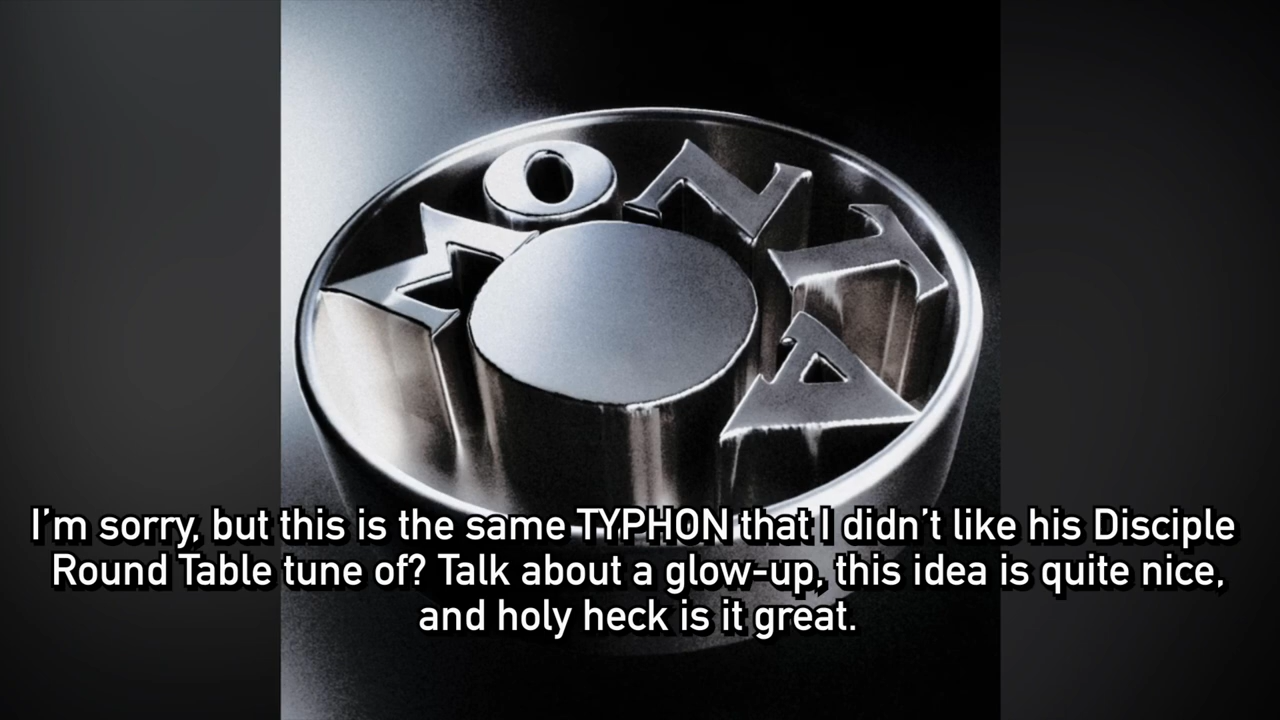 MONTA
I'm sorry, but this is the same TYPHON that I didn't like his Disciple
Round Table tune of? Talk about a glow-up, this idea is quite nice,
and holy heck is it great.